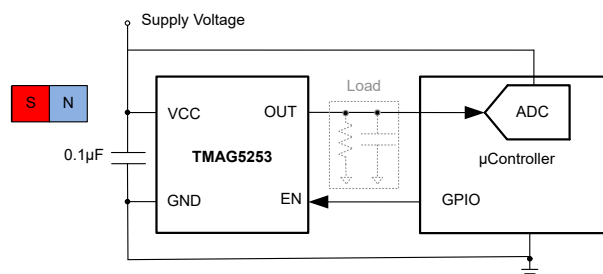 Supply Voltage
Load
S N
VCC
OUT
ADC
0.1µF
TMAG5253
µController
GND
EN
GPIO